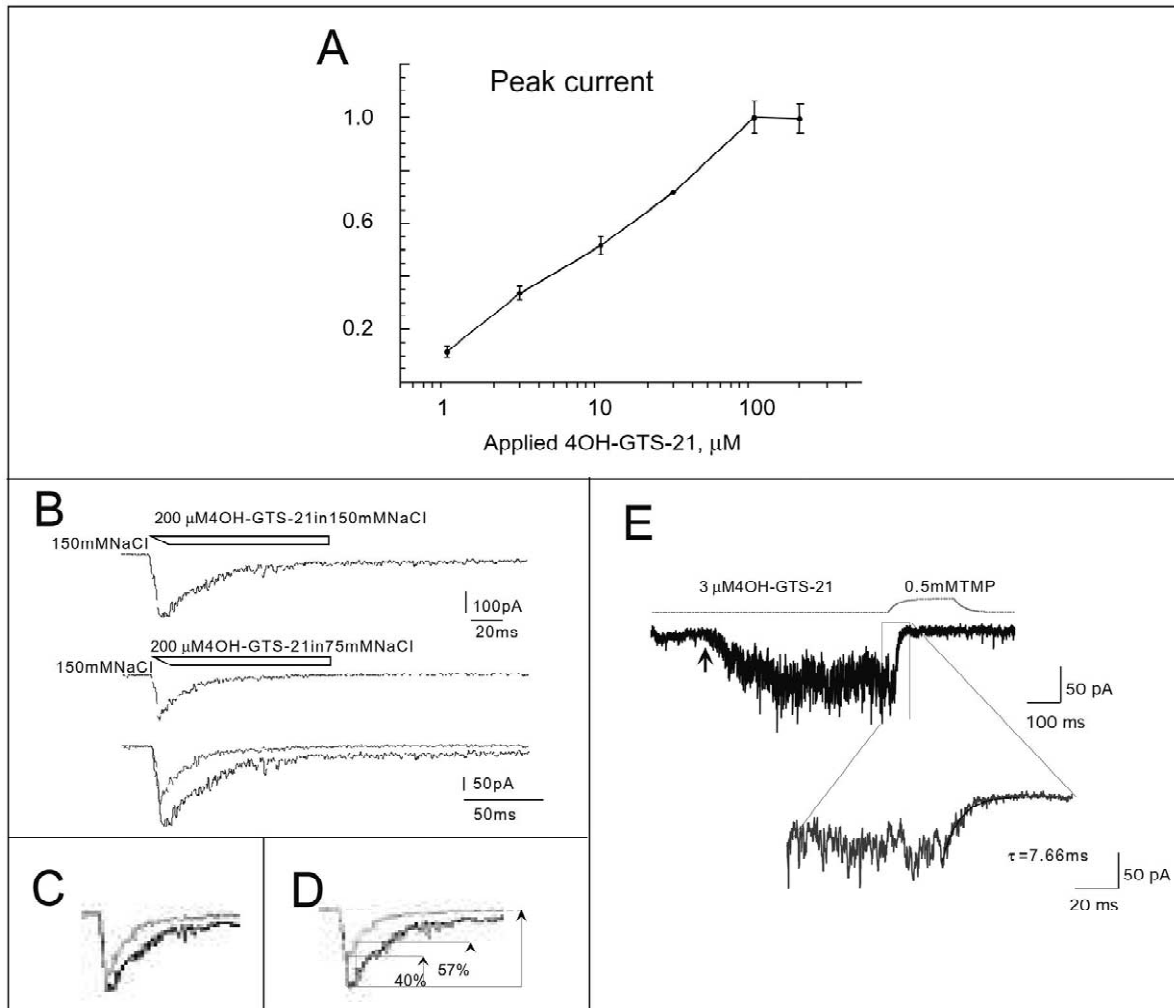 A
Peak current
1.0
0.6
0.2
1 10 100
Applied 4OH-GTS-21, μM
B
200 μM4OH-GTS-21in150mMNaCl
150mMNaCl
100pA
20ms
200 μM4OH-GTS-21in75mMNaCl
150mMNaCl
50pA
50ms
C
D
57%
40%
E
3 μM4OH-GTS-21 0.5mMTMP
50 pA
100 ms
τ=7.66ms
50 pA
20 ms